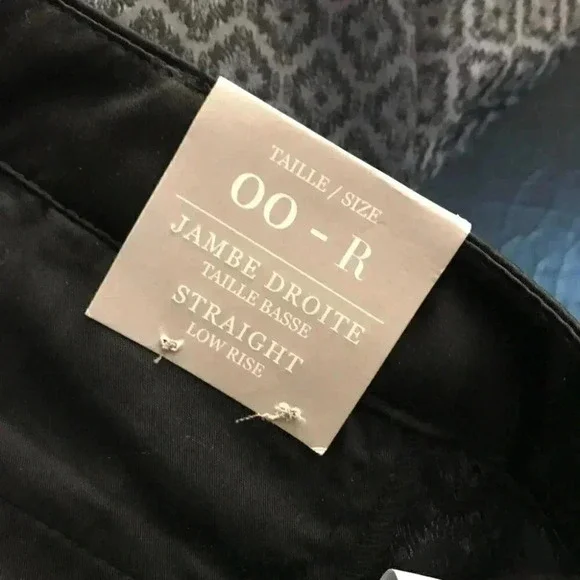 TAILLE / SIZE
00 - R
JAMBE DROITE
TAILLE BASSE
STRAIGHT
LOW RISE